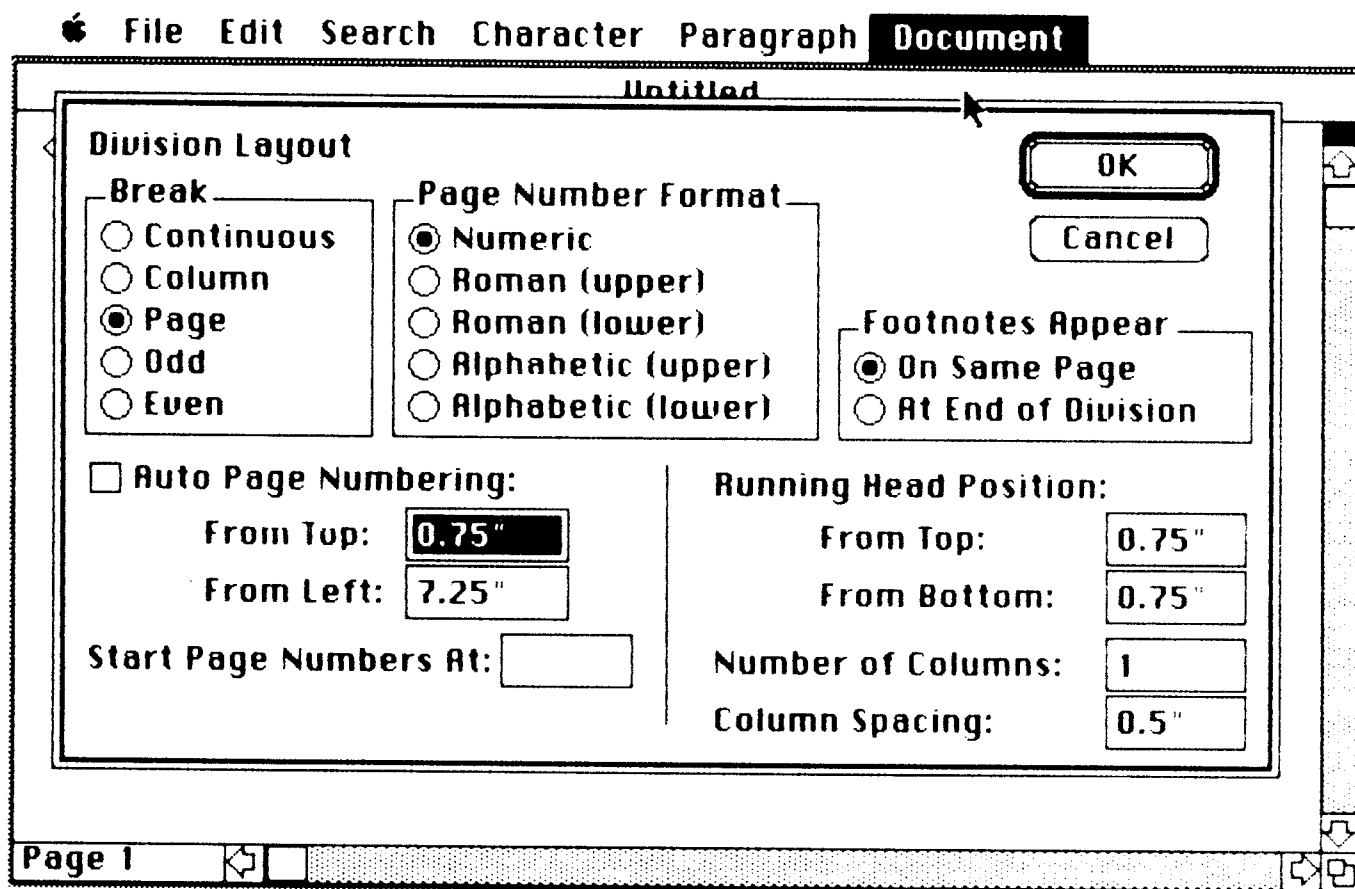 File Edit Search Character Paragraph Document
Untitled
Division Layout
OK
Cancel
Break
Continuous
Column
Page
Odd
Even
Page Number Format
Numeric
Roman (upper)
Roman (lower)
Alphabetic (upper)
Alphabetic (lower)
Footnotes Appear
On Same Page
At End of Division
Auto Page Numbering:
From Top: 0.75"
From Left: 7.25"
Start Page Numbers At:
Running Head Position:
From Top: 0.75"
From Bottom: 0.75"
Number of Columns: 1
Column Spacing: 0.5"
Page 1